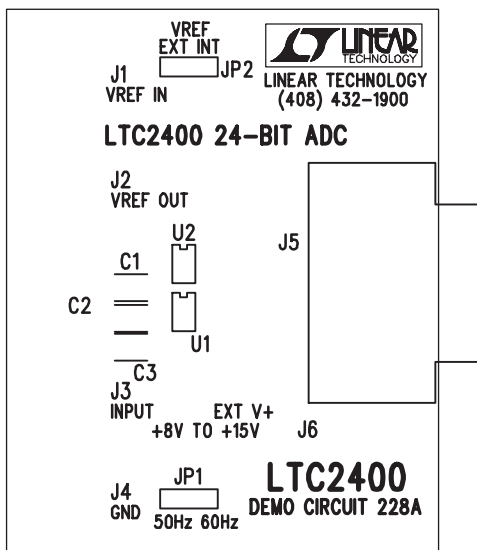 VREF
EXT INT
JP2
J1
VREF IN
LINEAR
TECHNOLOGY
LINEAR TECHNOLOGY
(408) 432-1900
LTC2400 24-BIT ADC
J2
VREF OUT
U2
J5
C1
C2
U1
C3
J3
INPUT
EXT V+
+8V TO +15V
J6
J4
GND
JP1
50Hz 60Hz
LTC2400
DEMO CIRCUIT 228A